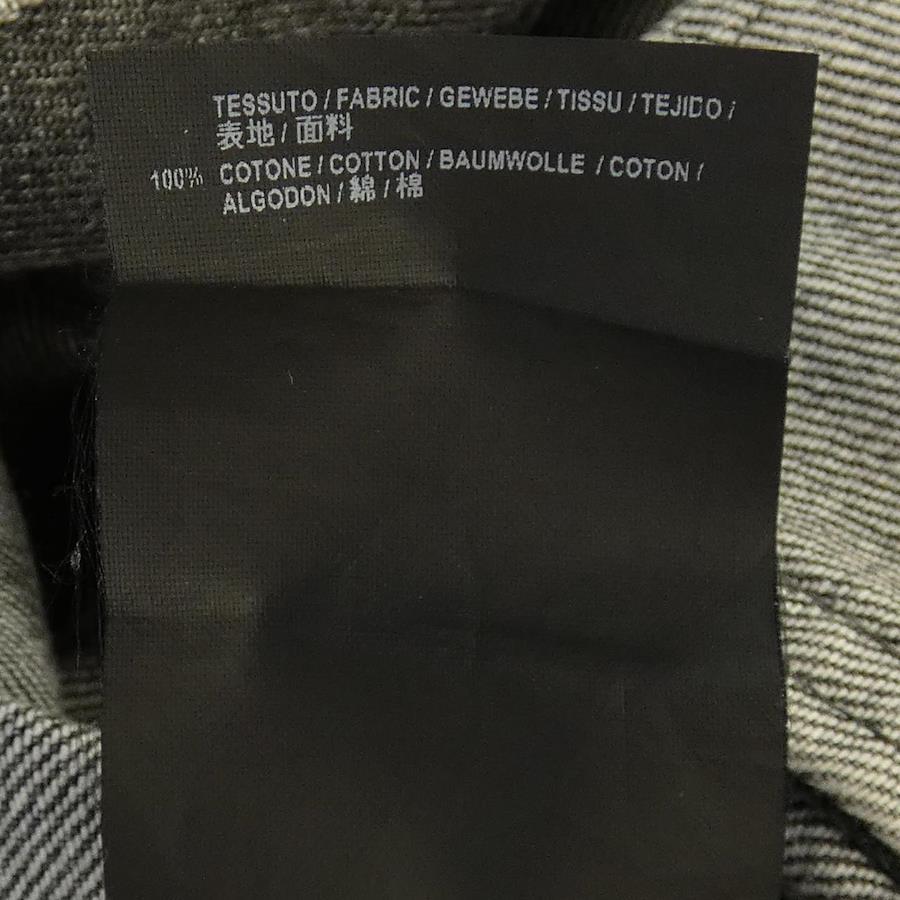 TESSUTO / FABRIC / GEWEBE / TISSU / TEJIDO /
表地 / 面料
100% COTONE / COTTON / BAUMWOLLE / COTON /
ALGODON / 綿 / 棉